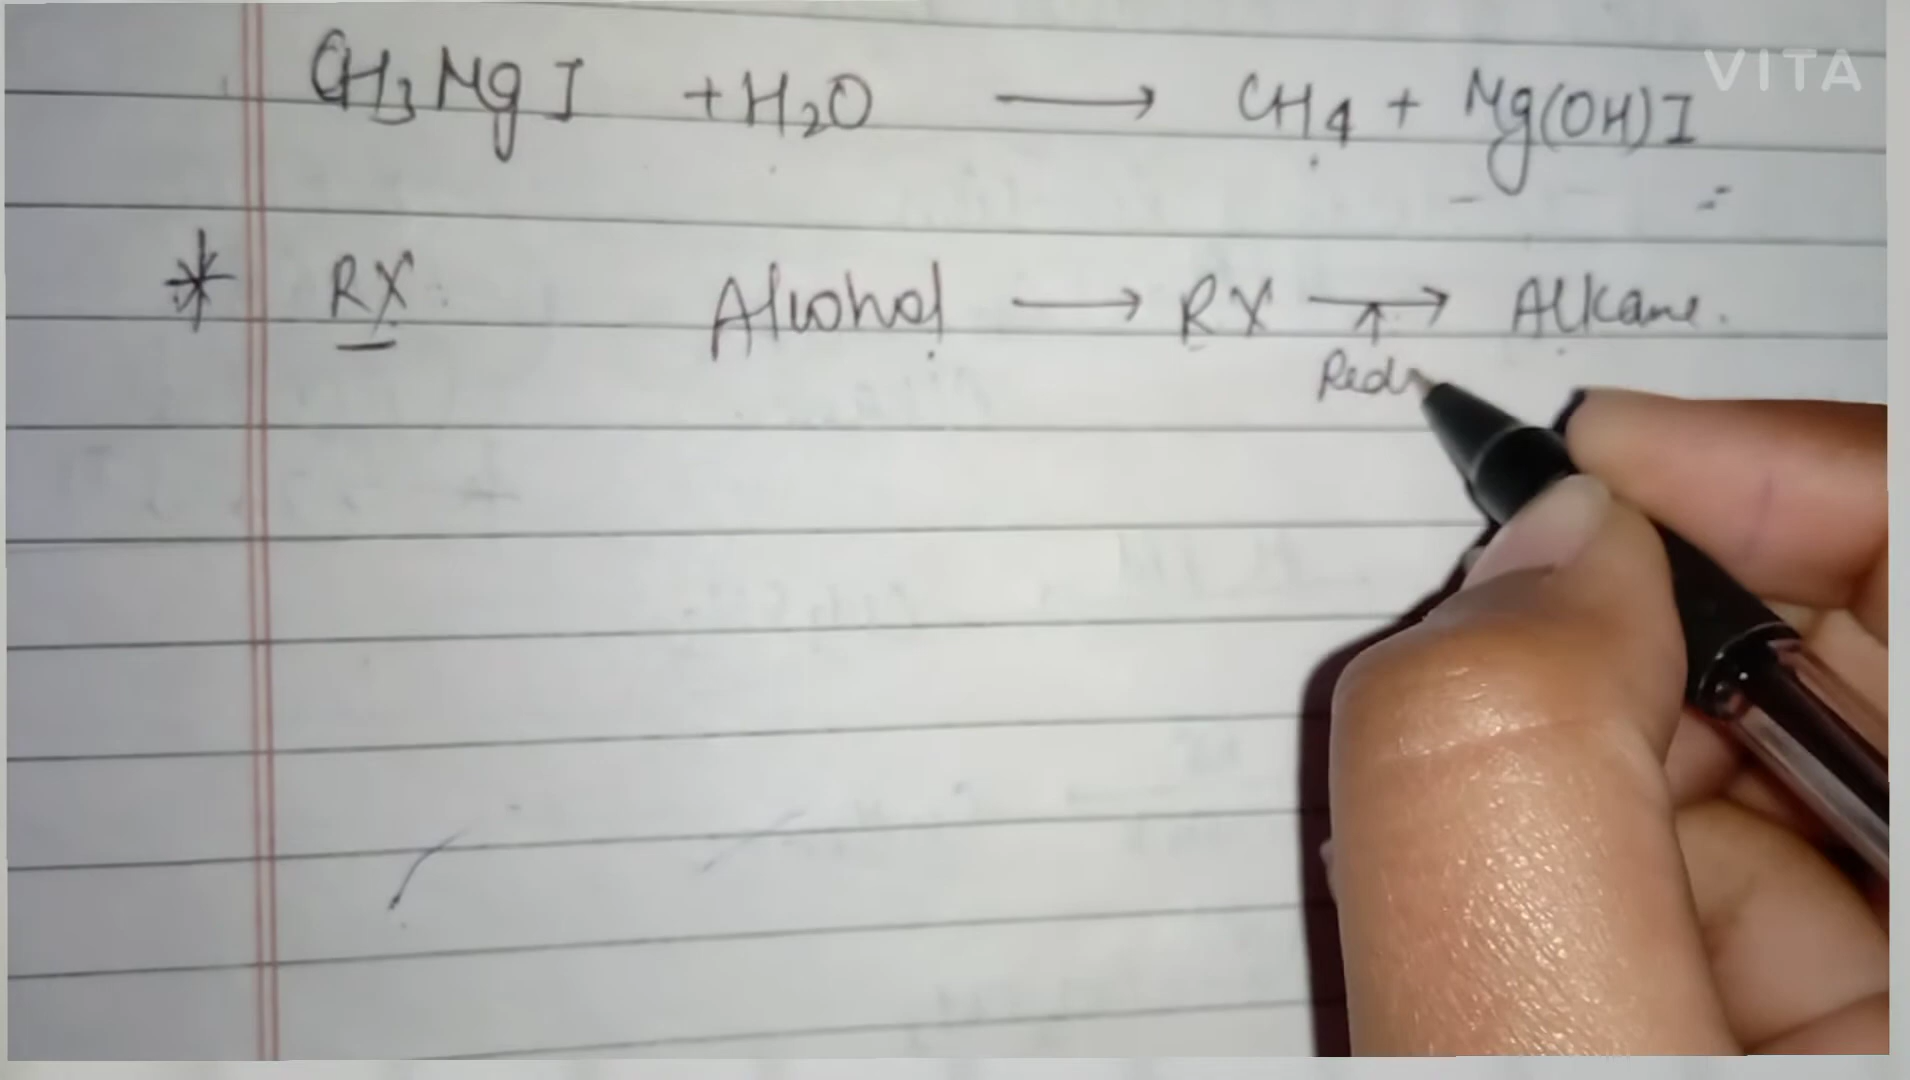 CH3MgI + H2O → CH4 + Mg(OH)I
VITA
* RX Alcohol → RX → Alkane.
↑
Red